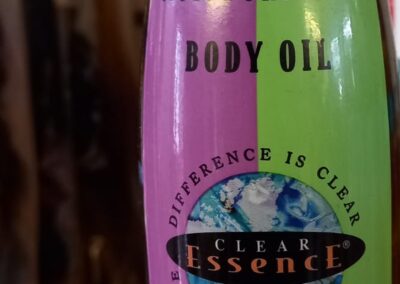 BODY OIL
DIFFERENCE IS CLEAR
CLEAR
EssencE®